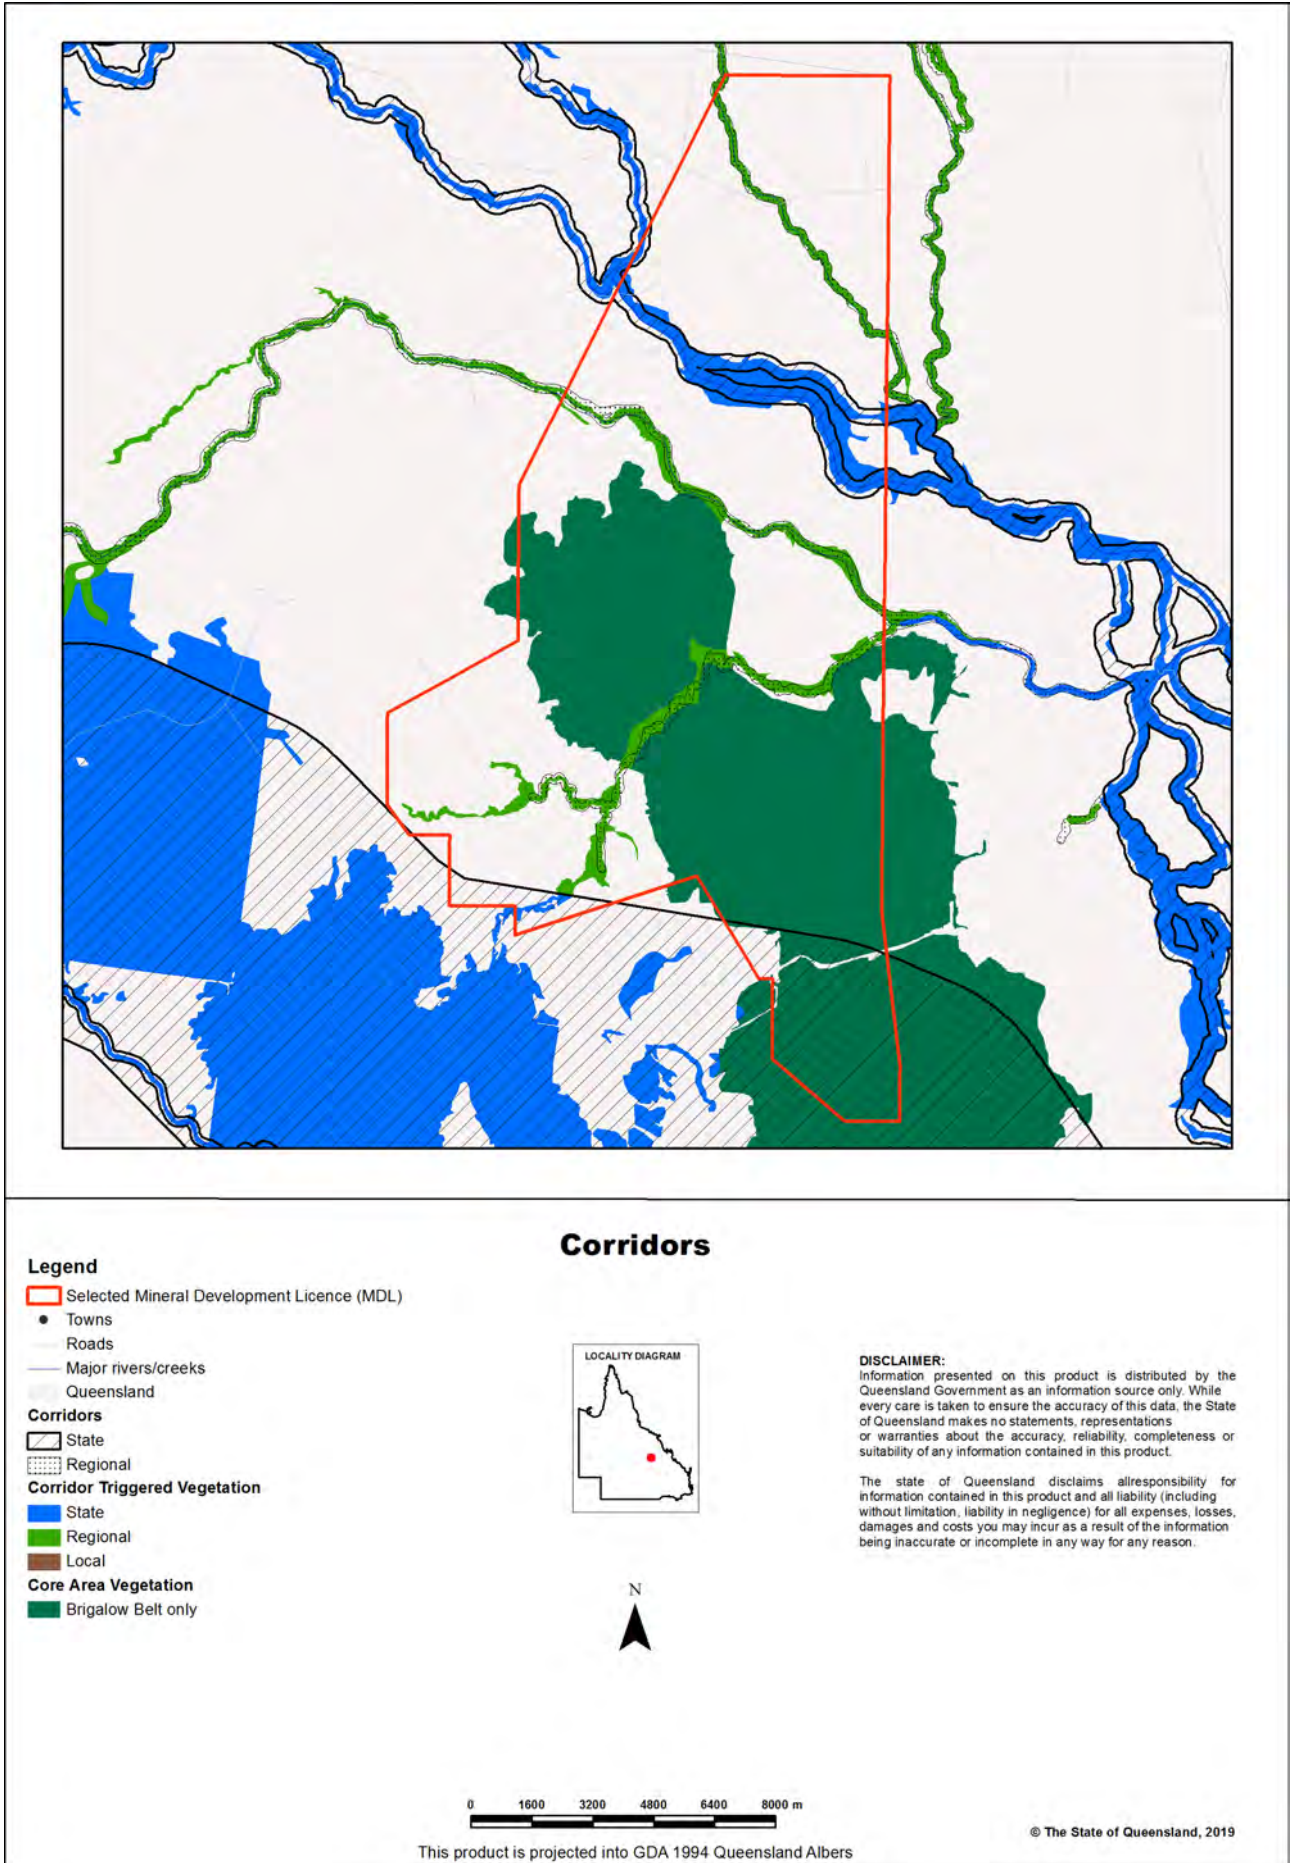 Corridors
Legend
Selected Mineral Development Licence (MDL)
Towns
Roads
Major rivers/creeks
Queensland
Corridors
State
Regional
Corridor Triggered Vegetation
State
Regional
Local
Core Area Vegetation
Brigalow Belt only
LOCALITY DIAGRAM
N
DISCLAIMER:
Information presented on this product is distributed by the
Queensland Government as an information source only. While
every care is taken to ensure the accuracy of this data, the State
of Queensland makes no statements, representations
or warranties about the accuracy, reliability, completeness or
suitability of any information contained in this product.
The state of Queensland disclaims allresponsibility for
information contained in this product and all liability (including
without limitation, liability in negligence) for all expenses, losses,
damages and costs you may incur as a result of the information
being inaccurate or incomplete in any way for any reason.
0 1600 3200 4800 6400 8000 m
This product is projected into GDA 1994 Queensland Albers
© The State of Queensland, 2019